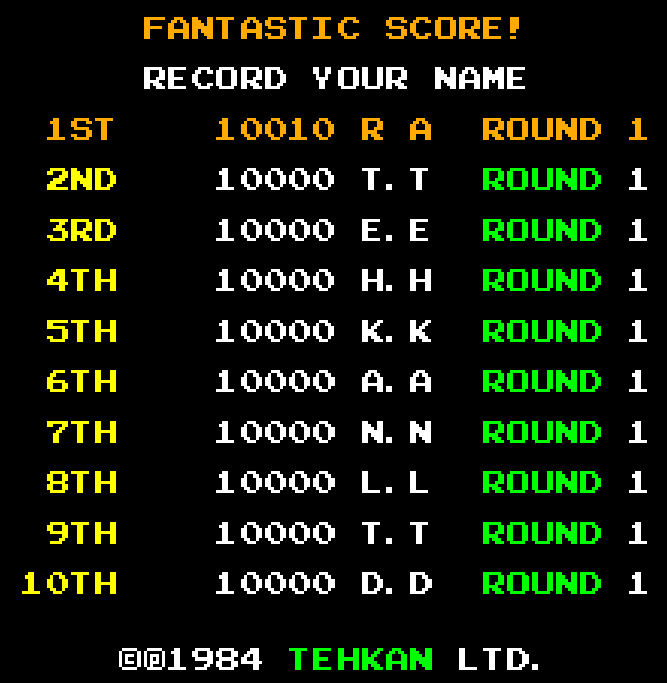 FANTASTIC SCORE!
RECORD YOUR NAME
1ST 10010 R A ROUND 1
2ND 10000 T.T ROUND 1
3RD 10000 E.E ROUND 1
4TH 10000 H.H ROUND 1
5TH 10000 K.K ROUND 1
6TH 10000 A.A ROUND 1
7TH 10000 N.N ROUND 1
8TH 10000 L.L ROUND 1
9TH 10000 T.T ROUND 1
10TH 10000 D.D ROUND 1
©℗1984 TEHKAN LTD.